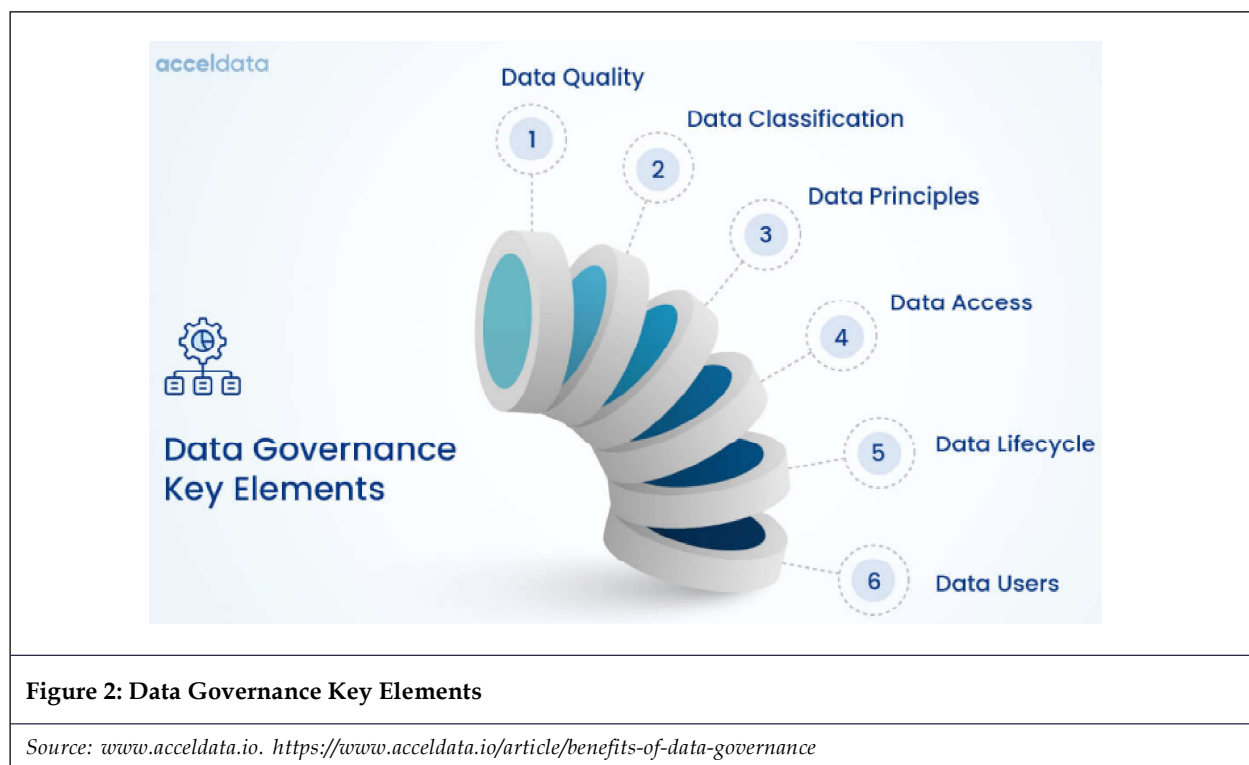 acceldata
Data Quality
1
Data Classification
2
Data Principles
3
Data Access
4
Data Governance
Key Elements
Data Lifecycle
5
Data Users
6
Figure 2: Data Governance Key Elements
Source: www.acceldata.io. https://www.acceldata.io/article/benefits-of-data-governance